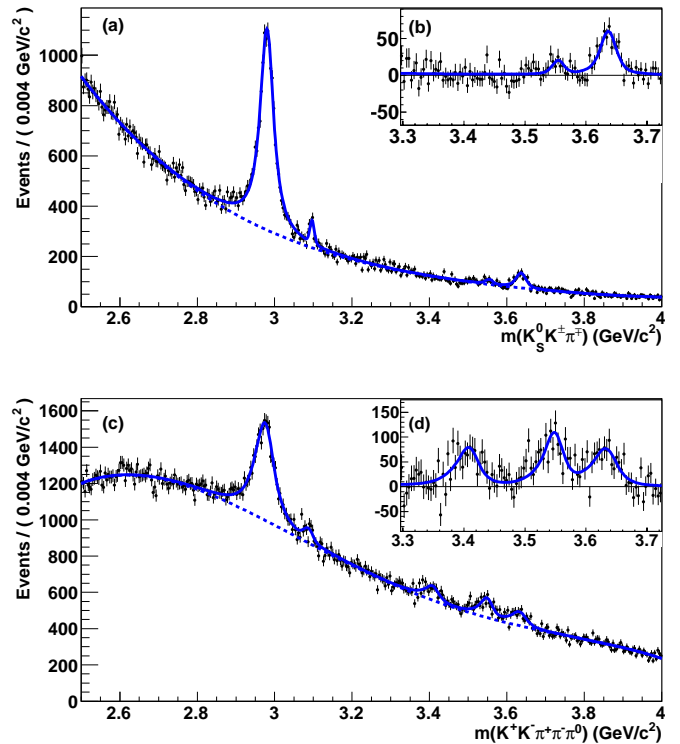 (a)
Events / ( 0.004 GeV/c²)
1000
800
600
400
200
0
2.6 2.8 3 3.2 3.4 3.6 3.8 4
m(K⁰_S K^± π^∓) (GeV/c²)
(b)
50
0
-50
3.3 3.4 3.5 3.6 3.7
(c)
Events / ( 0.004 GeV/c²)
1600
1400
1200
1000
800
600
400
200
0
2.6 2.8 3 3.2 3.4 3.6 3.8 4
m(K⁺K⁻π⁺π⁻π⁰) (GeV/c²)
(d)
150
100
50
0
-50
3.3 3.4 3.5 3.6 3.7